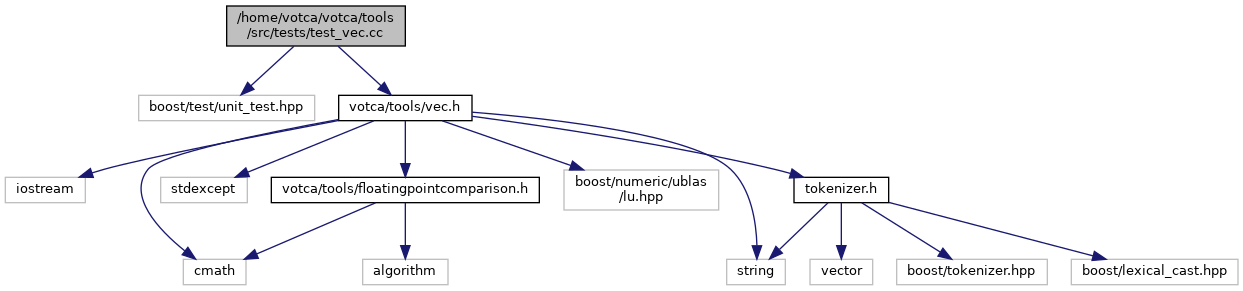 /home/votca/votca/tools
/src/tests/test_vec.cc
boost/test/unit_test.hpp
votca/tools/vec.h
iostream
stdexcept
votca/tools/floatingpointcomparison.h
boost/numeric/ublas
/lu.hpp
tokenizer.h
cmath
algorithm
string
vector
boost/tokenizer.hpp
boost/lexical_cast.hpp